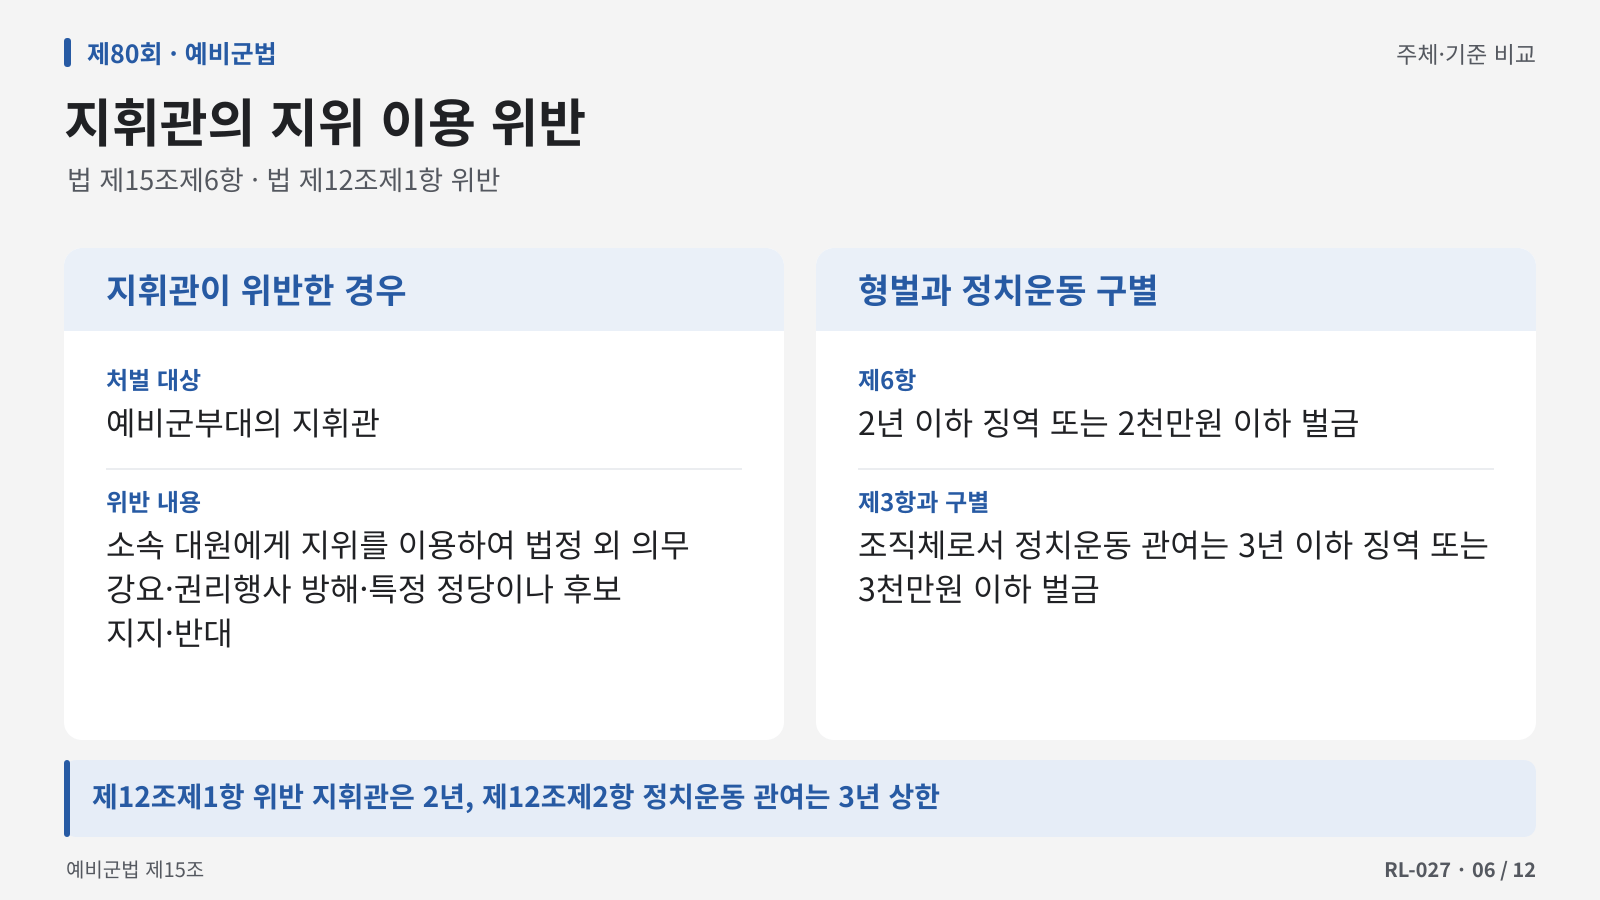 제80회 · 예비군법
주체·기준 비교
지휘관의 지위 이용 위반
법 제15조제6항 · 법 제12조제1항 위반
지휘관이 위반한 경우
처벌 대상
예비군부대의 지휘관
위반 내용
소속 대원에게 지위를 이용하여 법정 외 의무
강요·권리행사 방해·특정 정당이나 후보
지지·반대
형벌과 정치운동 구별
제6항
2년 이하 징역 또는 2천만원 이하 벌금
제3항과 구별
조직체로서 정치운동 관여는 3년 이하 징역 또는
3천만원 이하 벌금
제12조제1항 위반 지휘관은 2년, 제12조제2항 정치운동 관여는 3년 상한
예비군법 제15조
RL-027 · 06 / 12